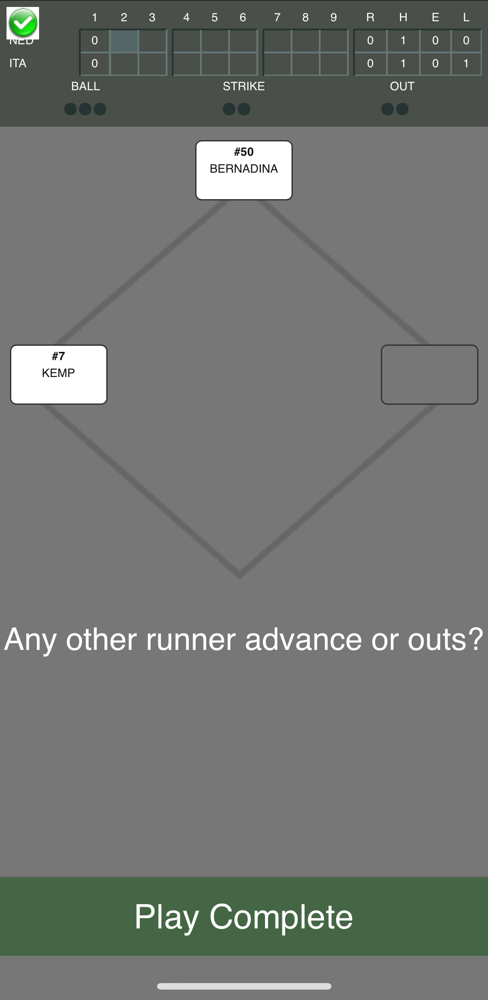 1 2 3 4 5 6 7 8 9 R H E L
NED 0 0 1 0 0
ITA 0 0 1 0 1
BALL STRIKE OUT
#50
BERNADINA
#7
KEMP
Any other runner advance or outs?
Play Complete